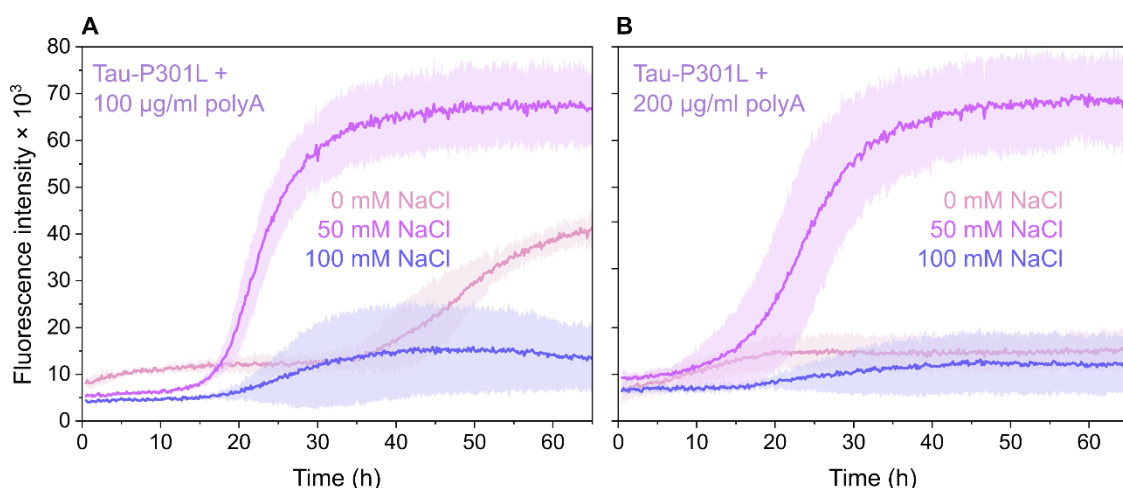 A
B
Fluorescence intensity × 10³
80
70
60
50
40
30
20
10
0
Tau-P301L +
100 µg/ml polyA
0 mM NaCl
50 mM NaCl
100 mM NaCl
0 10 20 30 40 50 60
Time (h)
Tau-P301L +
200 µg/ml polyA
0 mM NaCl
50 mM NaCl
100 mM NaCl
0 10 20 30 40 50 60
Time (h)